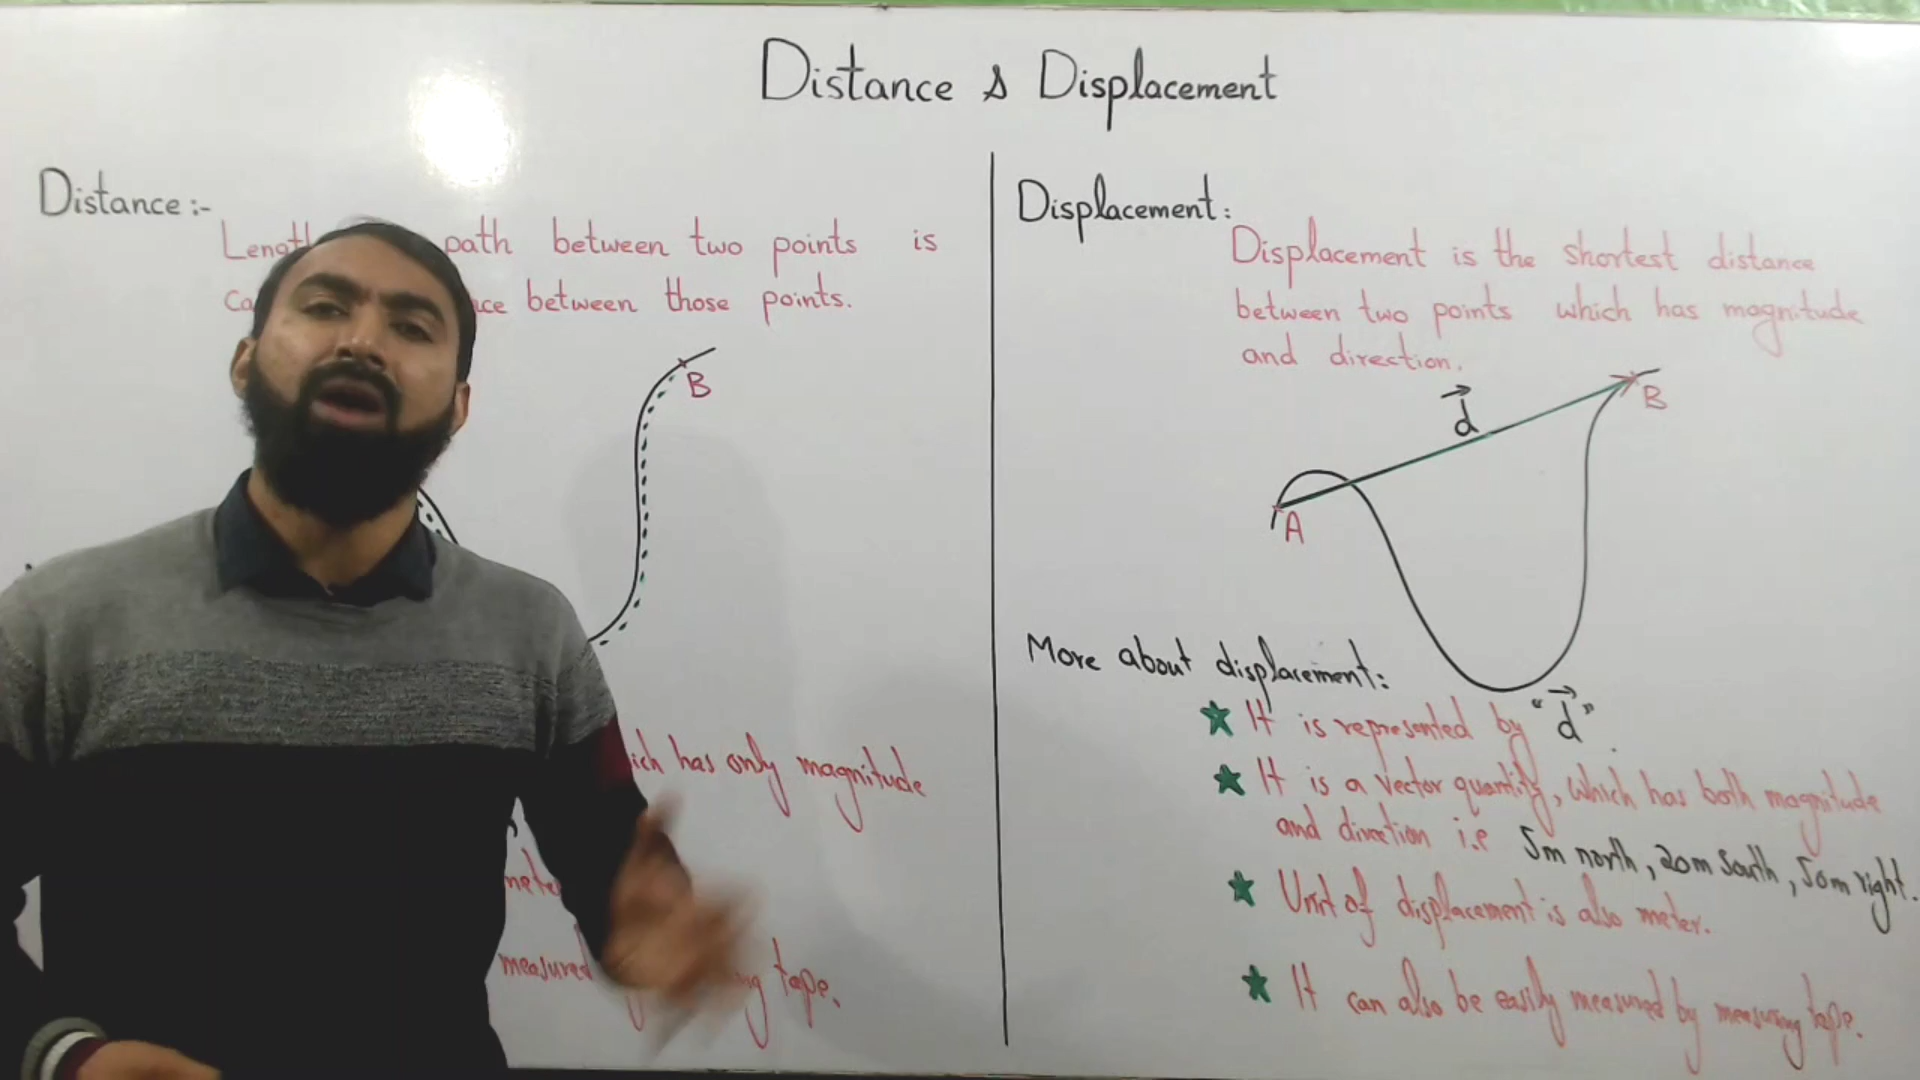 Distance & Displacement
Distance :-
path between two points is
between those points.
B
has only magnitude
measured
tape.
Displacement:
Displacement is the shortest distance
between two points which has magnitude
and direction.
d
B
A
More about displacement:
★ It is represented by "d".
★ It is a vector quantity, which has both magnitude
and direction i.e 5m north, 20m South, 50m right.
★ Unit of displacement is also meter.
★ It can also be easily measured by measuring tape.